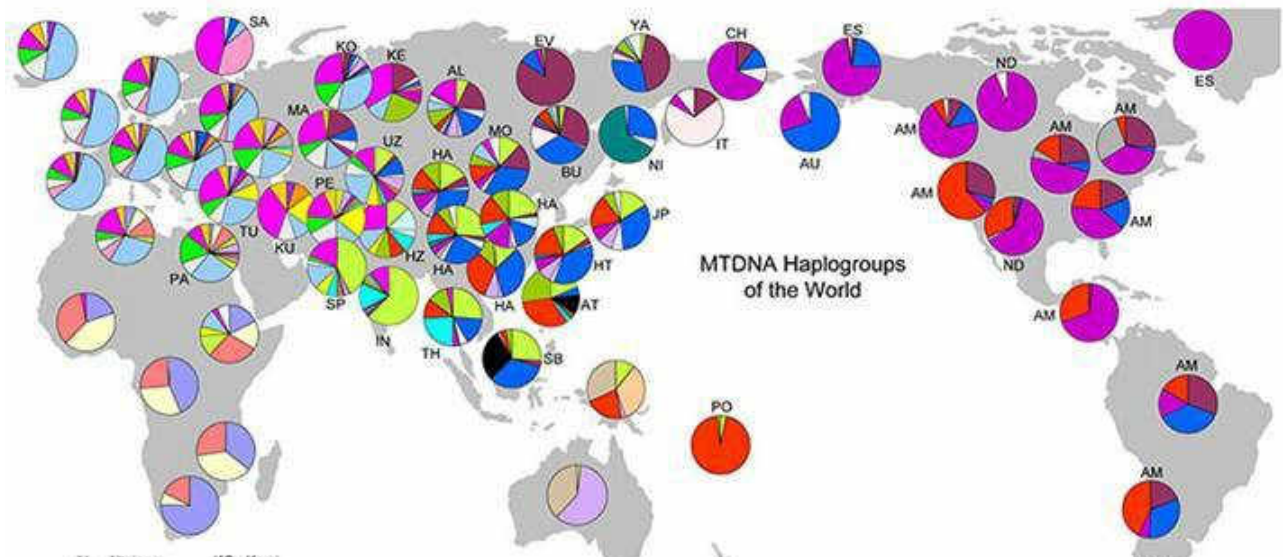 SA
YA
CH
ES
KO
KE
EV
ND
ES
AL
MA
AM
AM
AM
UZ
MO
IT
HA
NI
AU
BU
PE
AM
HA
JP
AM
TU
KU
HZ
HA
HT
ND
PA
MTDNA Haplogroups
of the World
SP
HA
AT
IN
AM
TH
SB
AM
PO
AM